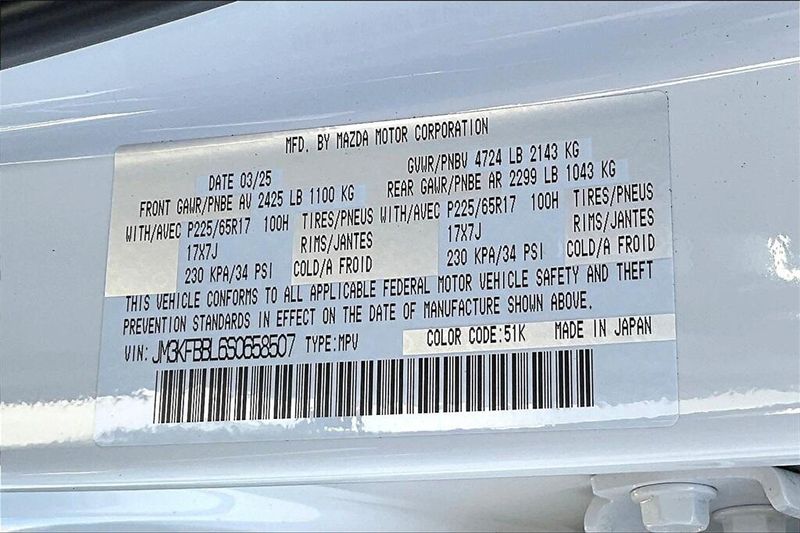 MFD. BY MAZDA MOTOR CORPORATION
DATE 03/25 GVWR/PNBV 4724 LB 2143 KG
FRONT GAWR/PNBE AV 2425 LB 1100 KG REAR GAWR/PNBE AR 2299 LB 1043 KG
WITH/AVEC P225/65R17 100H TIRES/PNEUS WITH/AVEC P225/65R17 100H TIRES/PNEUS
17X7J RIMS/JANTES 17X7J RIMS/JANTES
230 KPA/34 PSI COLD/A FROID 230 KPA/34 PSI COLD/A FROID
THIS VEHICLE CONFORMS TO ALL APPLICABLE FEDERAL MOTOR VEHICLE SAFETY AND THEFT
PREVENTION STANDARDS IN EFFECT ON THE DATE OF MANUFACTURE SHOWN ABOVE.
VIN: JM3KFBBL6S0658507 TYPE:MPV COLOR CODE:51K MADE IN JAPAN